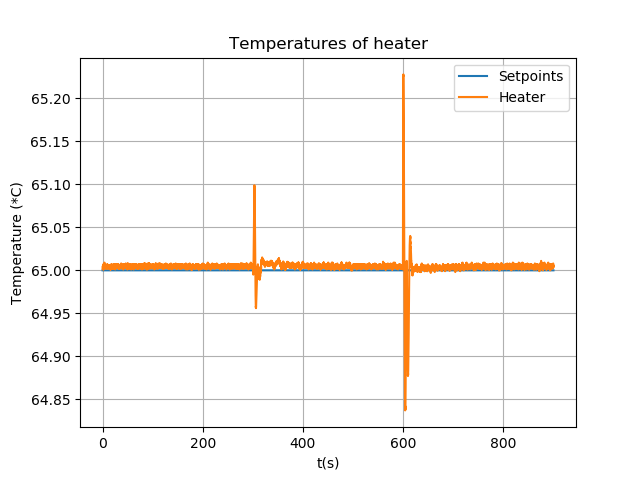 Temperatures of heater
Setpoints
Heater
65.20
65.15
65.10
65.05
65.00
64.95
64.90
64.85
Temperature (*C)
0 200 400 600 800
t(s)